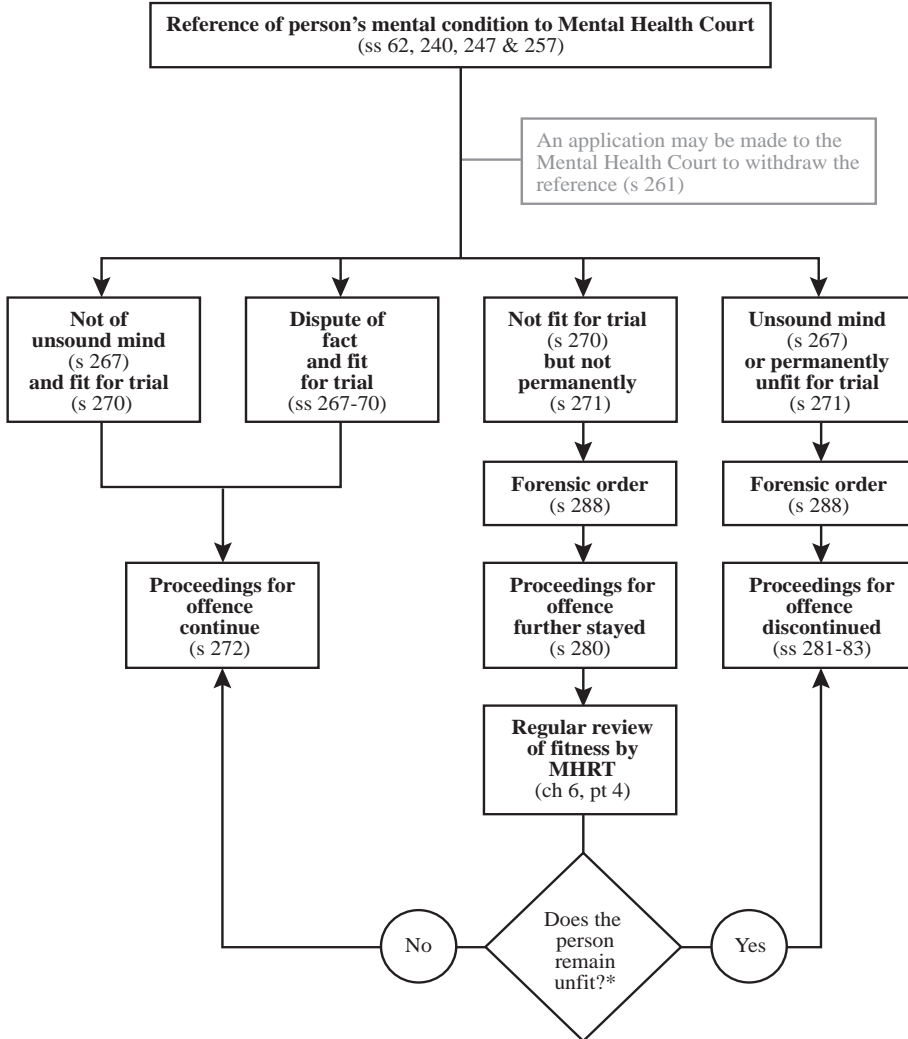 Reference of person's mental condition to Mental Health Court
(ss 62, 240, 247 & 257)
An application may be made to the
Mental Health Court to withdraw the
reference (s 261)
Not of
unsound mind
(s 267)
and fit for trial
(s 270)
Dispute of
fact
and fit
for trial
(ss 267-70)
Not fit for trial
(s 270)
but not
permanently
(s 271)
Unsound mind
(s 267)
or permanently
unfit for trial
(s 271)
Forensic order
(s 288)
Forensic order
(s 288)
Proceedings for
offence
continue
(s 272)
Proceedings for
offence
further stayed
(s 280)
Proceedings for
offence
discontinued
(ss 281-83)
Regular review
of fitness by
MHRT
(ch 6, pt 4)
No
Does the
person
remain
unfit?*
Yes